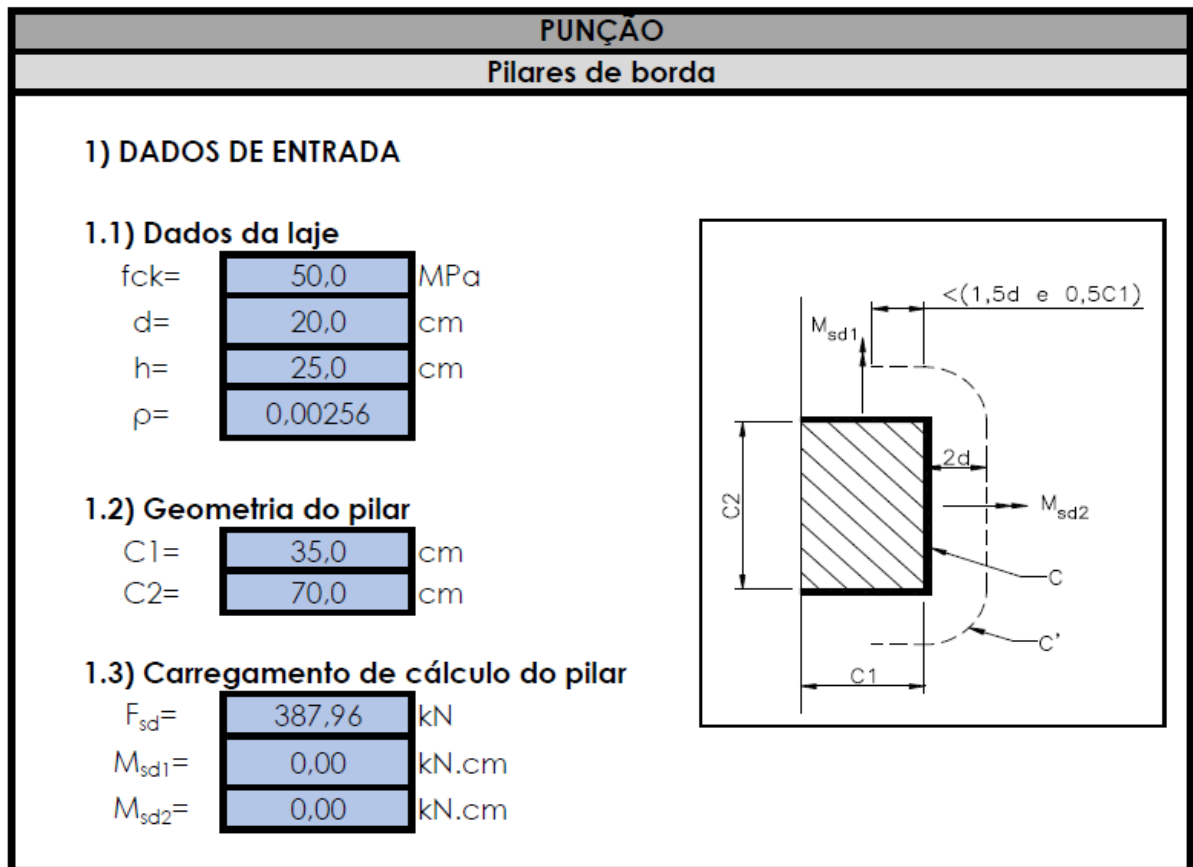 PUNÇÃO
Pilares de borda
1) DADOS DE ENTRADA
1.1) Dados da laje
fck= 50,0 MPa
d= 20,0 cm
h= 25,0 cm
ρ= 0,00256
1.2) Geometria do pilar
C1= 35,0 cm
C2= 70,0 cm
1.3) Carregamento de cálculo do pilar
Fsd= 387,96 kN
Msd1= 0,00 kN.cm
Msd2= 0,00 kN.cm
<(1,5d e 0,5C1)
Msd1
2d
C2
Msd2
C
C'
C1